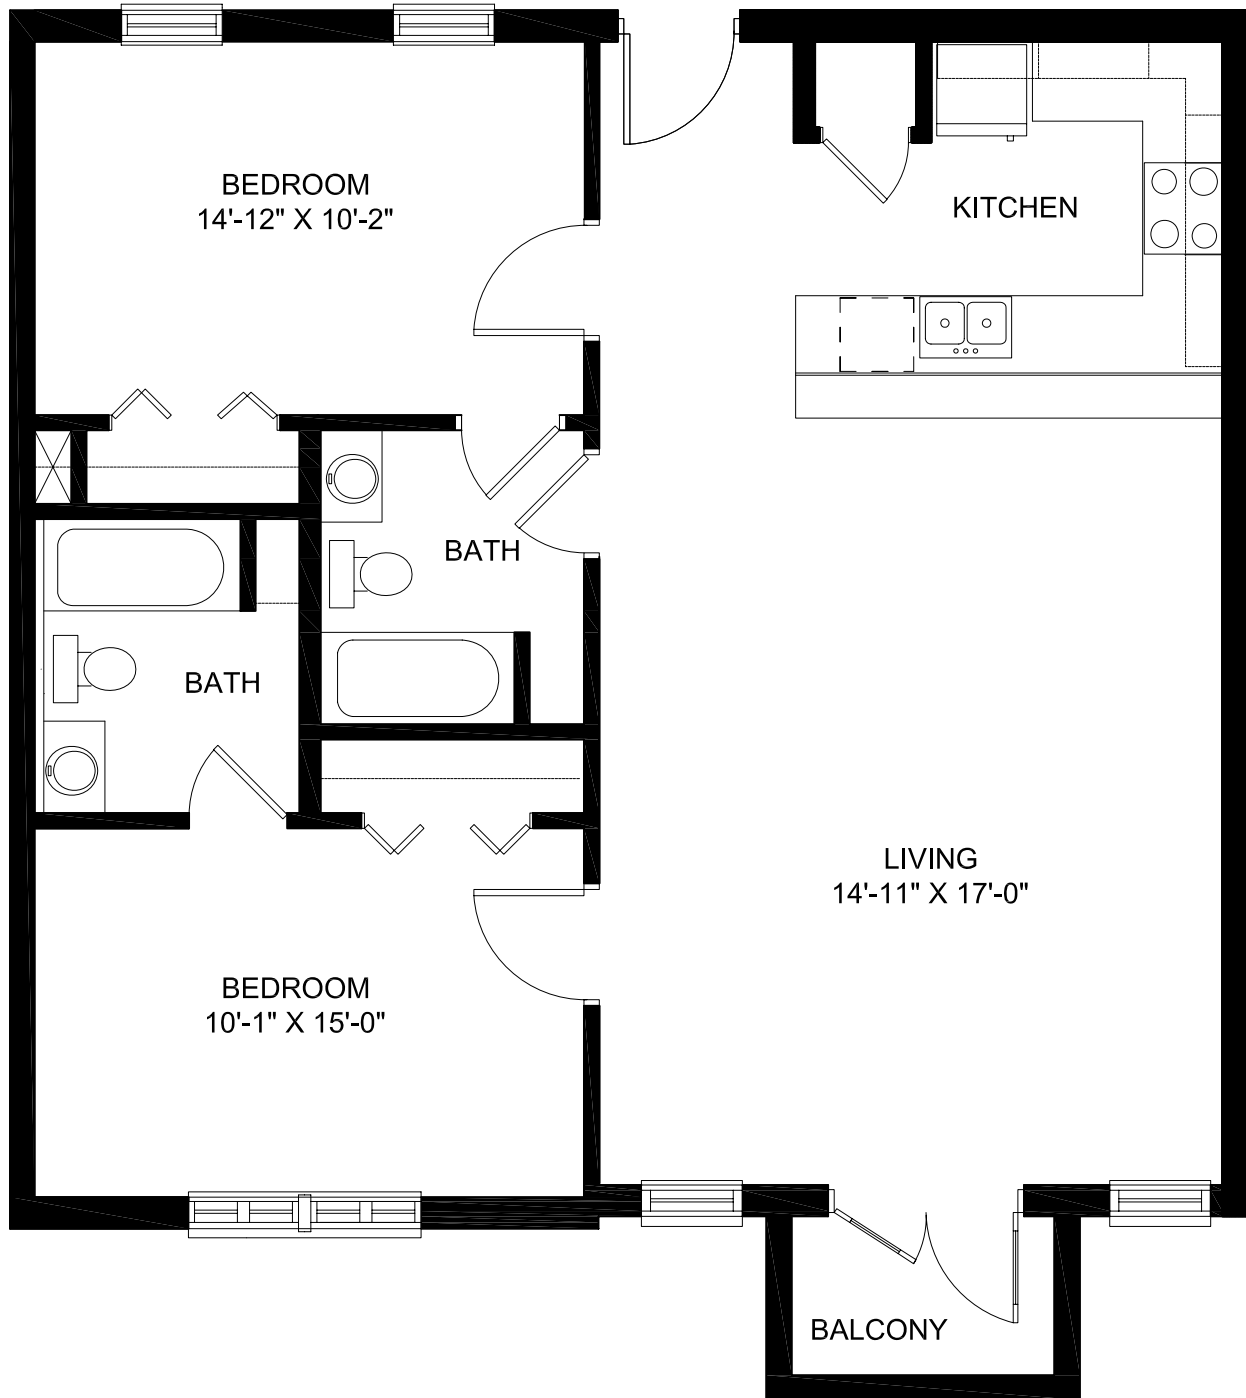 BEDROOM
14'-12" X 10'-2"
KITCHEN
BATH
BATH
LIVING
14'-11" X 17'-0"
BEDROOM
10'-1" X 15'-0"
BALCONY